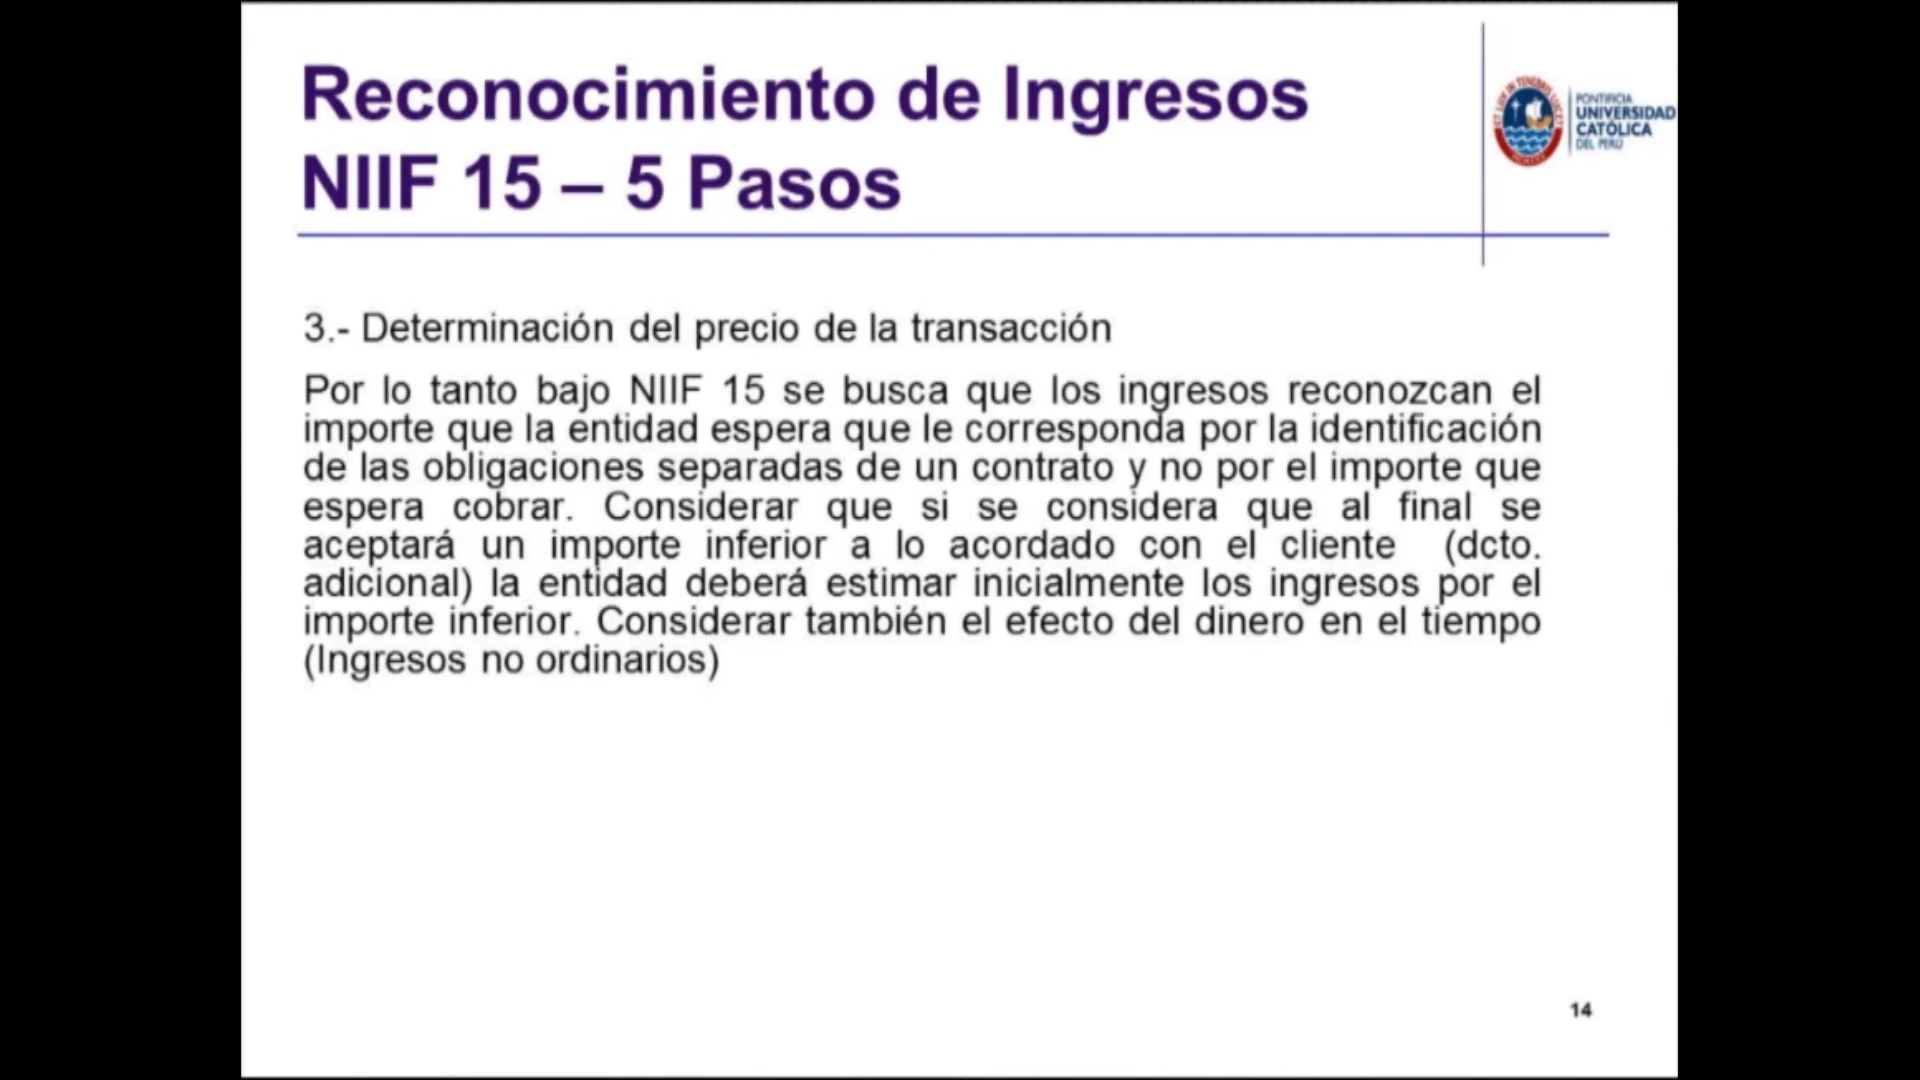 Reconocimiento de Ingresos
NIIF 15 – 5 Pasos
PONTIFICIA
UNIVERSIDAD
CATÓLICA
DEL PERÚ
3.- Determinación del precio de la transacción
Por lo tanto bajo NIIF 15 se busca que los ingresos reconozcan el
importe que la entidad espera que le corresponda por la identificación
de las obligaciones separadas de un contrato y no por el importe que
espera cobrar. Considerar que si se considera que al final se
aceptará un importe inferior a lo acordado con el cliente (dcto.
adicional) la entidad deberá estimar inicialmente los ingresos por el
importe inferior. Considerar también el efecto del dinero en el tiempo
(Ingresos no ordinarios)
14